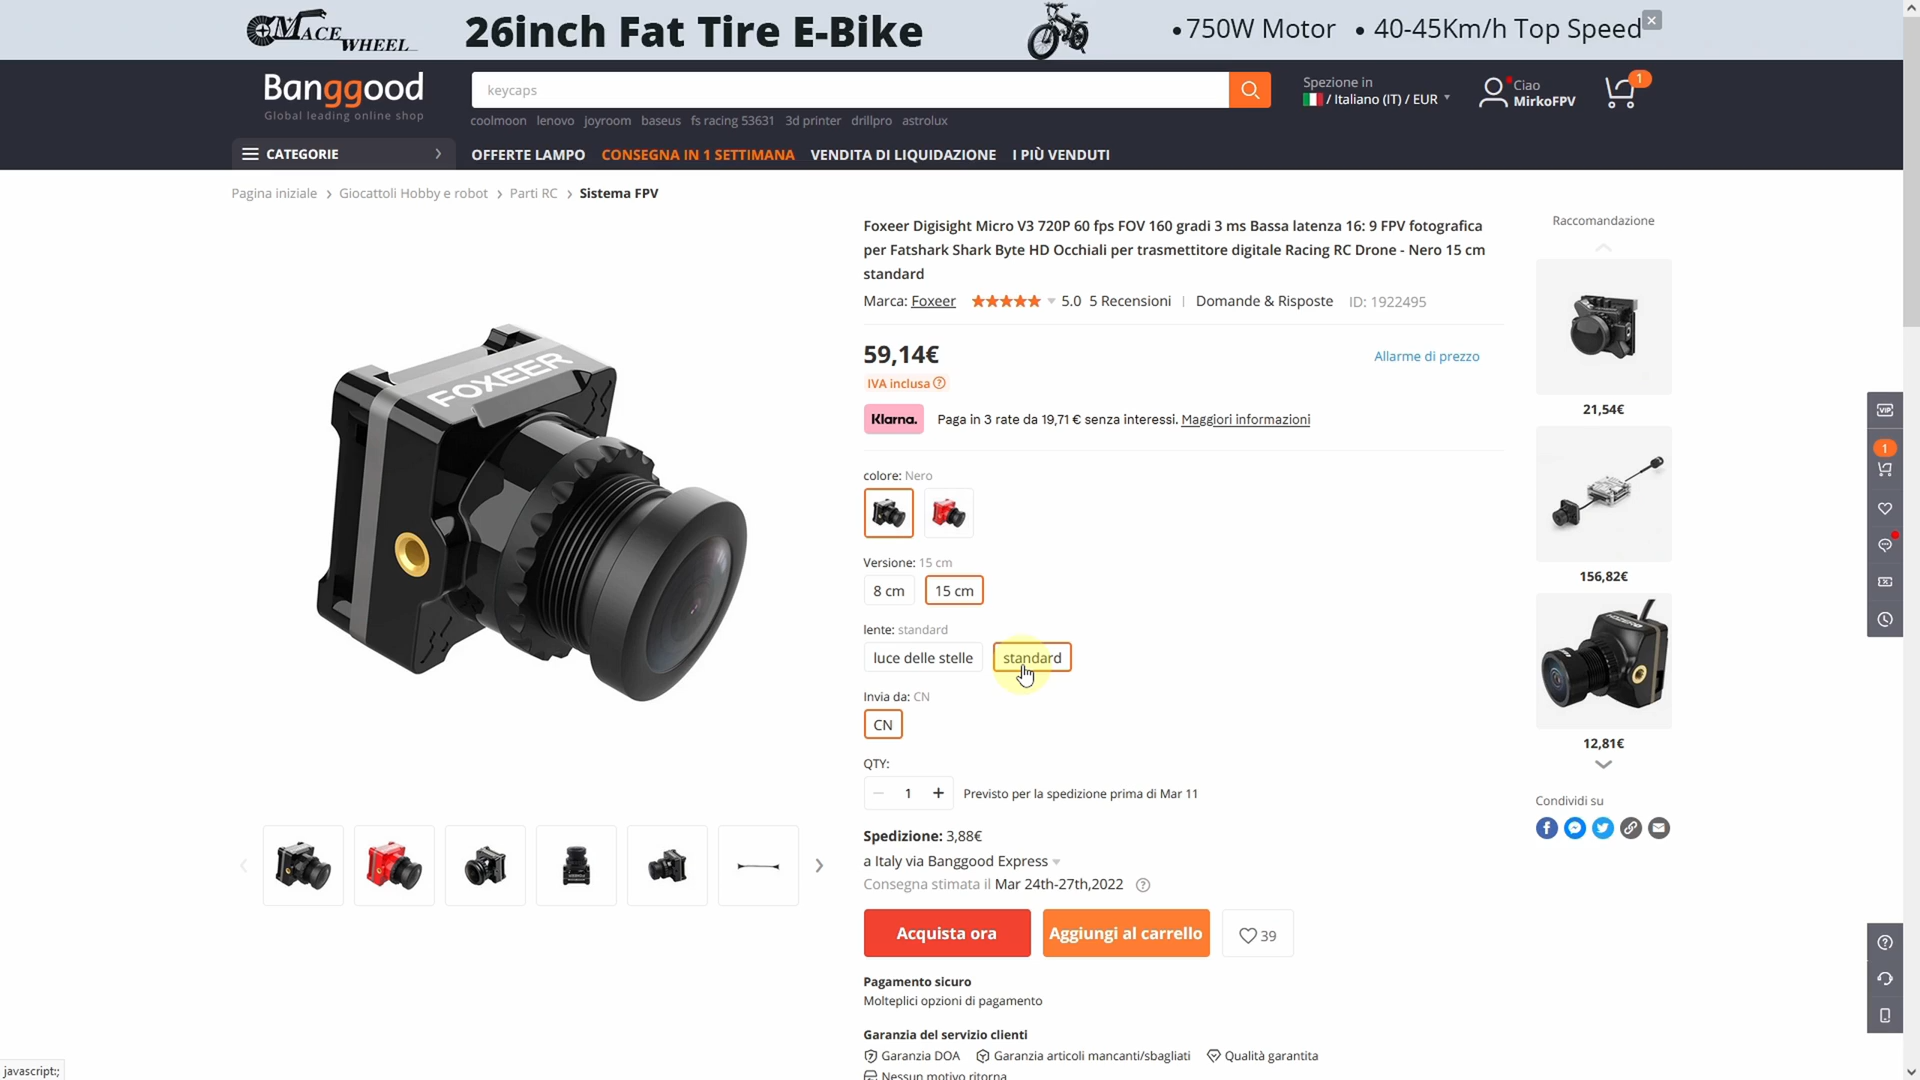 MACE WHEEL
26inch Fat Tire E-Bike
•750W Motor • 40-45Km/h Top Speed
Banggood
Global leading online shop
keycaps
coolmoon lenovo joyroom baseus fs racing 53631 3d printer drillpro astrolux
Spezione in
/ Italiano (IT) / EUR
Ciao
MirkoFPV
1
CATEGORIE
OFFERTE LAMPO CONSEGNA IN 1 SETTIMANA VENDITA DI LIQUIDAZIONE I PIÙ VENDUTI
Pagina iniziale > Giocattoli Hobby e robot > Parti RC > Sistema FPV
FOXEER
Foxeer Digisight Micro V3 720P 60 fps FOV 160 gradi 3 ms Bassa latenza 16: 9 FPV fotografica
per Fatshark Shark Byte HD Occhiali per trasmettitore digitale Racing RC Drone - Nero 15 cm
standard
Marca: Foxeer 5.0 5 Recensioni | Domande & Risposte ID: 1922495
59,14€
Allarme di prezzo
IVA inclusa ?
Klarna. Paga in 3 rate da 19,71 € senza interessi. Maggiori informazioni
colore: Nero
Versione: 15 cm
8 cm 15 cm
lente: standard
luce delle stelle standard
Invia da: CN
CN
QTY:
− 1 + Previsto per la spedizione prima di Mar 11
Spedizione: 3,88€
a Italy via Banggood Express
Consegna stimata il Mar 24th-27th,2022 ?
Acquista ora Aggiungi al carrello 39
Pagamento sicuro
Molteplici opzioni di pagamento
Garanzia del servizio clienti
Garanzia DOA Garanzia articoli mancanti/sbagliati Qualità garantita
Nessun motivo ritorna
Raccomandazione
21,54€
156,82€
12,81€
Condividi su
VIP
1
javascript:;